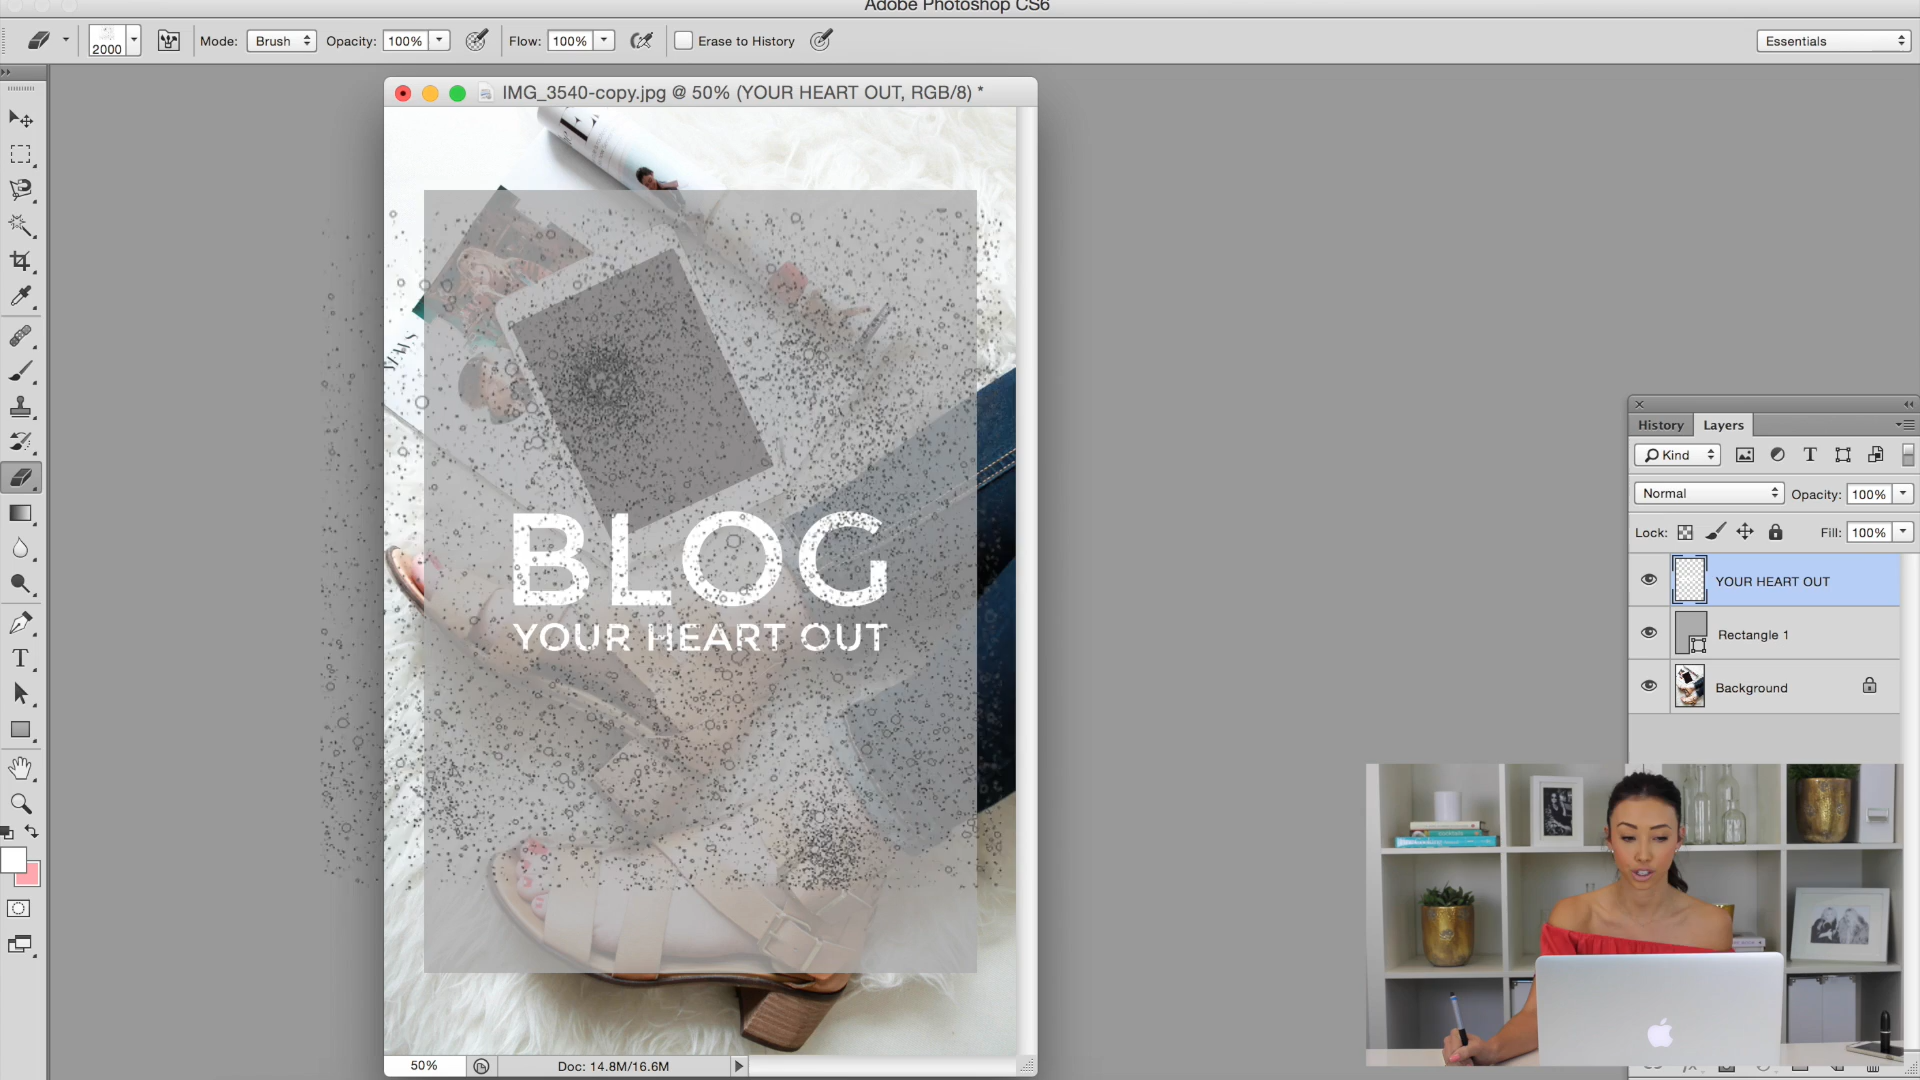 Adobe Photoshop CS6
2000 Mode: Brush Opacity: 100% Flow: 100% Erase to History Essentials
IMG_3540-copy.jpg @ 50% (YOUR HEART OUT, RGB/8) *
NEWS
BLOG
YOUR HEART OUT
History Layers
Kind
Normal Opacity: 100%
Lock: Fill: 100%
YOUR HEART OUT
Rectangle 1
Background
50% Doc: 14.8M/16.6M